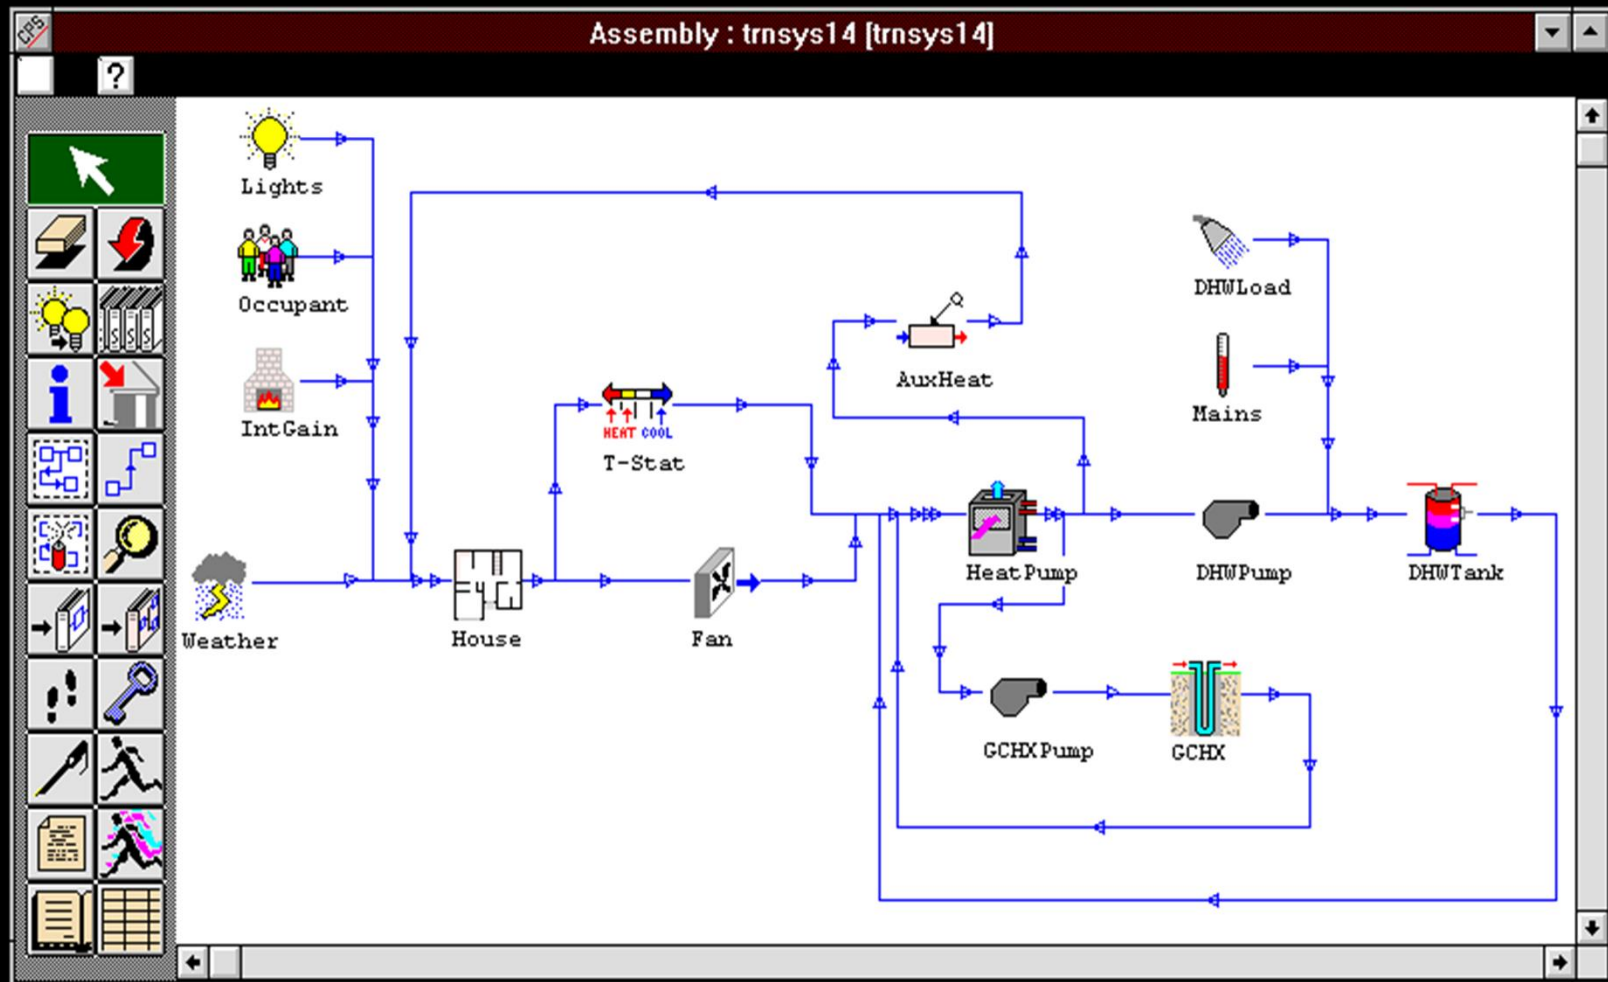 CPS
Assembly : trnsys14 [trnsys14]
?
Lights
DHWLoad
Occupant
Q
AuxHeat
Mains
IntGain
HEAT COOL
T-Stat
HeatPump
DHWPump
DHWTank
Weather
House
Fan
GCHXPump
GCHX